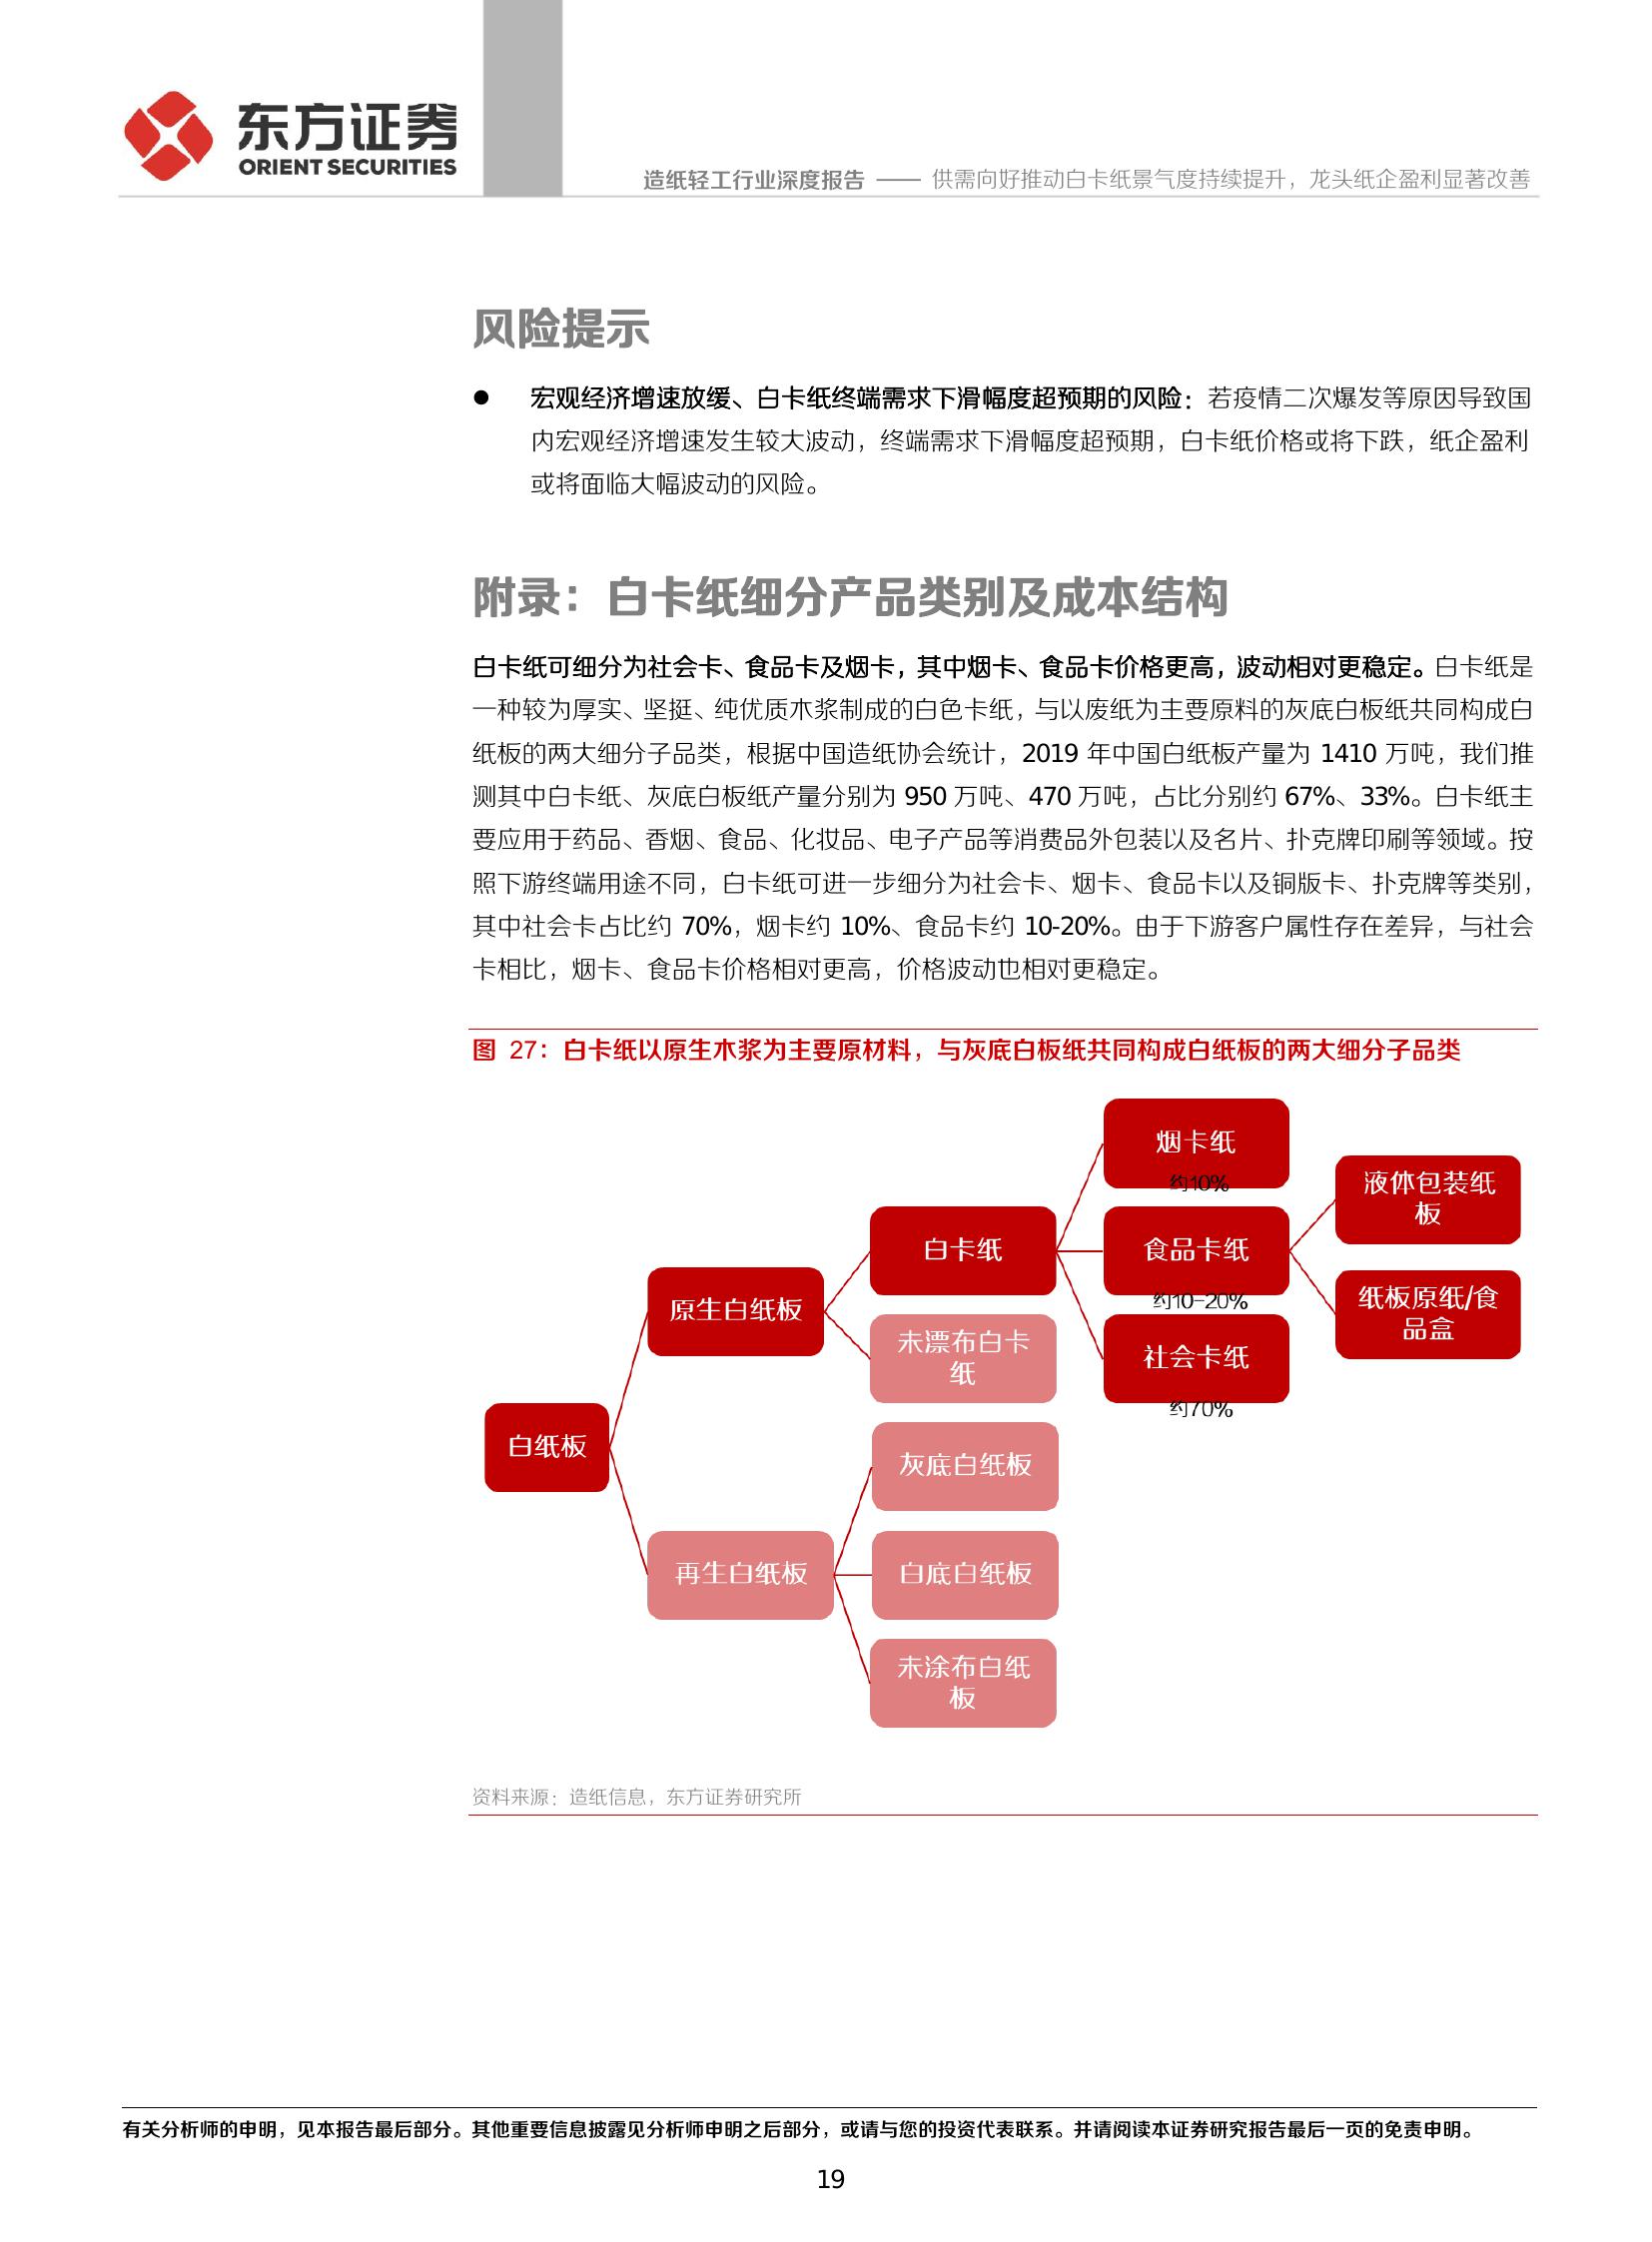 东方证券
ORIENT SECURITIES
造纸轻工行业深度报告 —— 供需向好推动白卡纸景气度持续提升，龙头纸企盈利显著改善
风险提示
● 宏观经济增速放缓、白卡纸终端需求下滑幅度超预期的风险：若疫情二次爆发等原因导致国
内宏观经济增速发生较大波动，终端需求下滑幅度超预期，白卡纸价格或将下跌，纸企盈利
或将面临大幅波动的风险。
附录：白卡纸细分产品类别及成本结构
白卡纸可细分为社会卡、食品卡及烟卡，其中烟卡、食品卡价格更高，波动相对更稳定。白卡纸是
一种较为厚实、坚挺、纯优质木浆制成的白色卡纸，与以废纸为主要原料的灰底白板纸共同构成白
纸板的两大细分子品类，根据中国造纸协会统计，2019 年中国白纸板产量为 1410 万吨，我们推
测其中白卡纸、灰底白板纸产量分别为 950 万吨、470 万吨，占比分别约 67%、33%。白卡纸主
要应用于药品、香烟、食品、化妆品、电子产品等消费品外包装以及名片、扑克牌印刷等领域。按
照下游终端用途不同，白卡纸可进一步细分为社会卡、烟卡、食品卡以及铜版卡、扑克牌等类别，
其中社会卡占比约 70%，烟卡约 10%、食品卡约 10-20%。由于下游客户属性存在差异，与社会
卡相比，烟卡、食品卡价格相对更高，价格波动也相对更稳定。
图 27：白卡纸以原生木浆为主要原材料，与灰底白板纸共同构成白纸板的两大细分子品类
白纸板
原生白纸板
再生白纸板
白卡纸
未漂布白卡
纸
灰底白纸板
白底白纸板
未涂布白纸
板
烟卡纸
约10%
食品卡纸
约10-20%
社会卡纸
约70%
液体包装纸
板
纸板原纸/食
品盒
资料来源：造纸信息，东方证券研究所
有关分析师的申明，见本报告最后部分。其他重要信息披露见分析师申明之后部分，或请与您的投资代表联系。并请阅读本证券研究报告最后一页的免责申明。
19